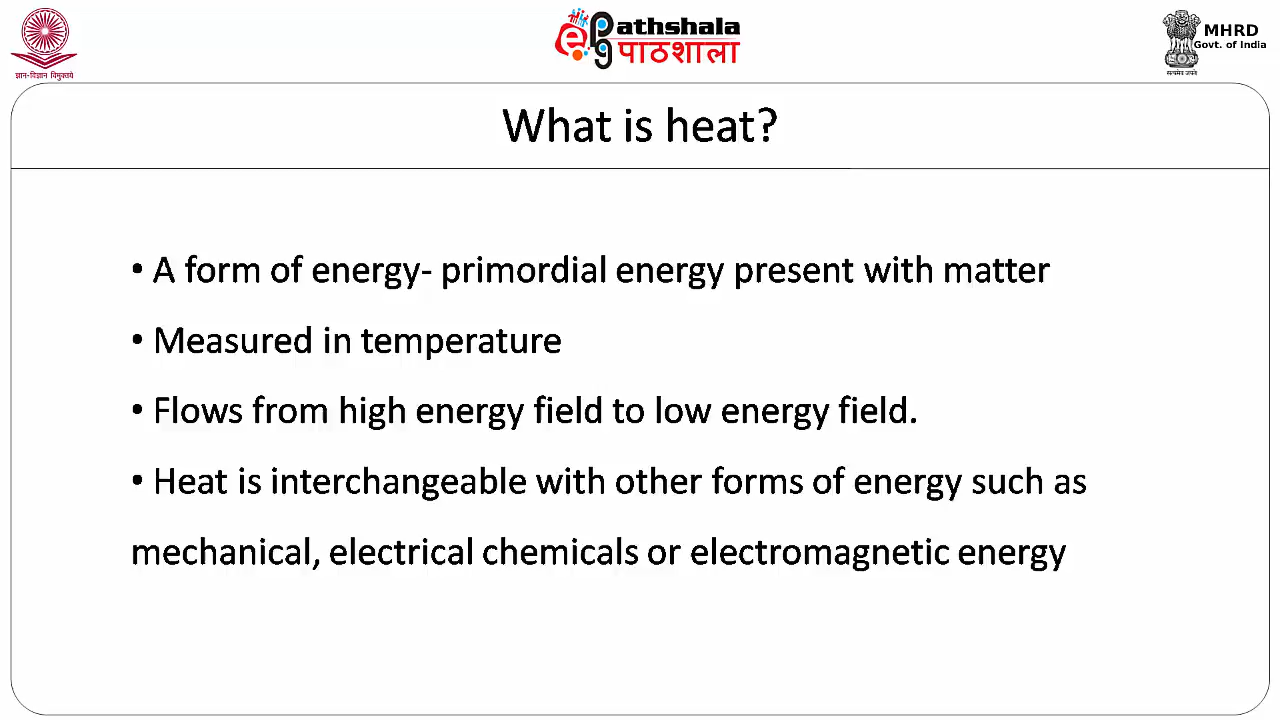 ज्ञान-विज्ञान विमुक्तये
ePathshala
पाठशाला
MHRD
Govt. of India
सत्यमेव जयते
What is heat?
• A form of energy- primordial energy present with matter
• Measured in temperature
• Flows from high energy field to low energy field.
• Heat is interchangeable with other forms of energy such as
mechanical, electrical chemicals or electromagnetic energy